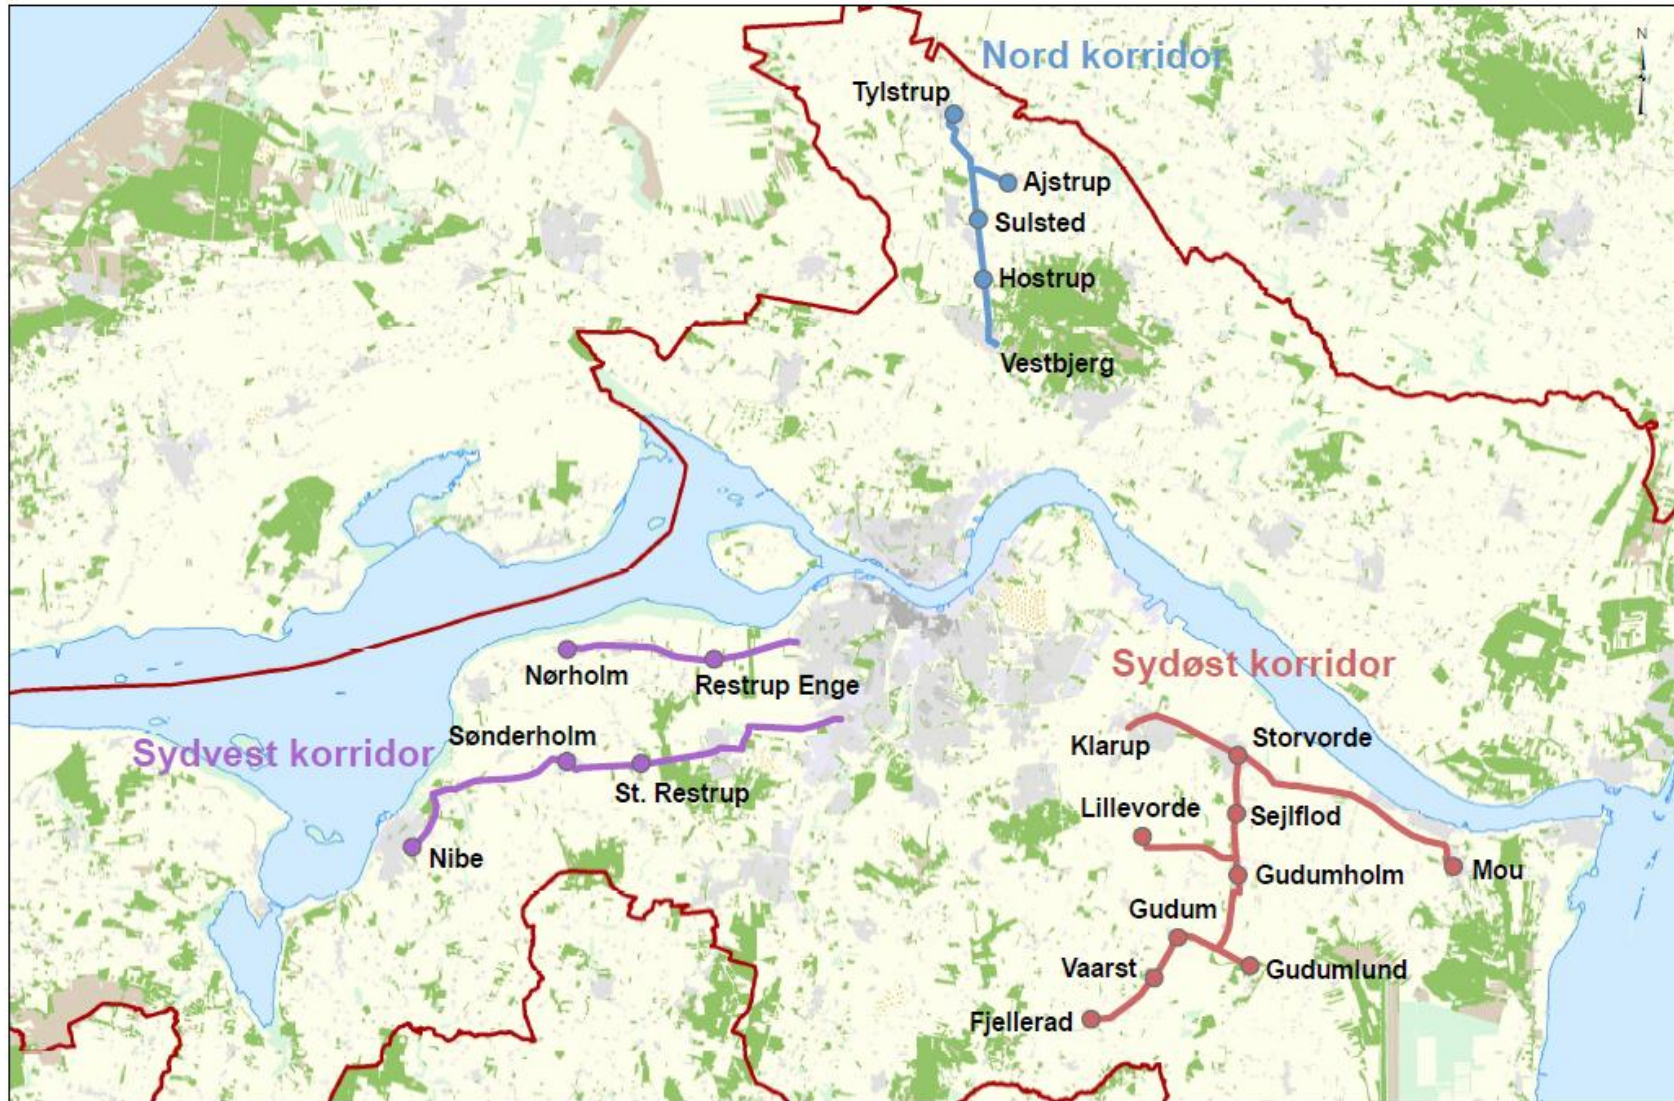 N
Nord korridor
Tylstrup
Ajstrup
Sulsted
Hostrup
Vestbjerg
Nørholm
Restrup Enge
Sydøst korridor
Sønderholm
Sydvest korridor
St. Restrup
Nibe
Klarup
Storvorde
Lillevorde
Sejlflod
Gudumholm
Mou
Gudum
Vaarst
Gudumlund
Fjellerad